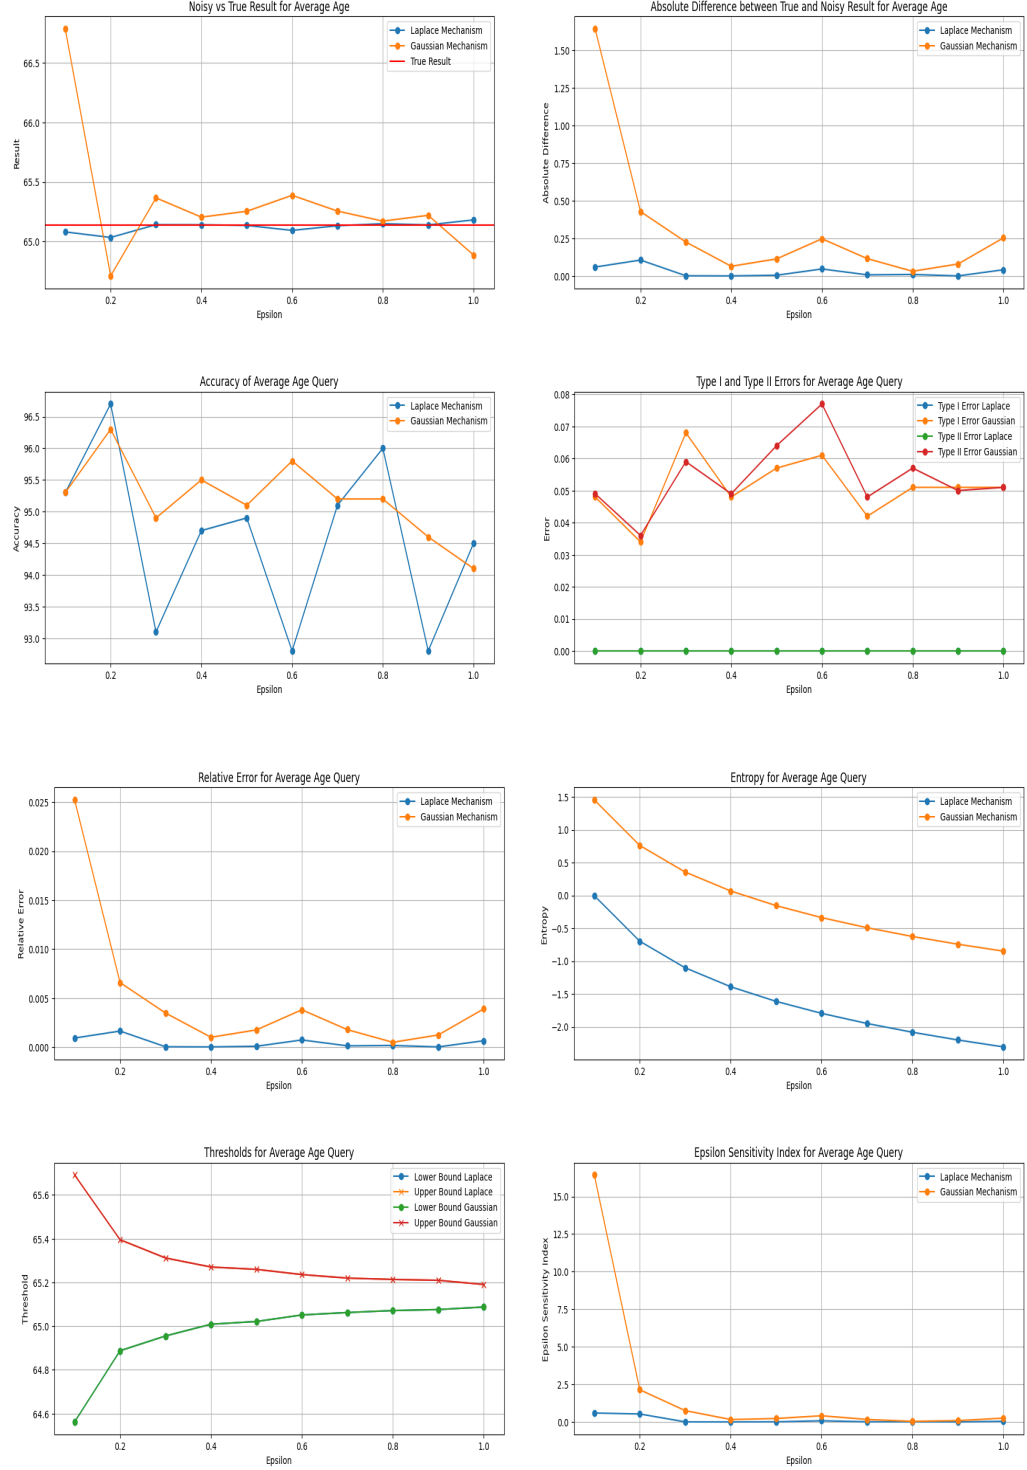 Noisy vs True Result for Average Age
Laplace Mechanism
Gaussian Mechanism
True Result
66.5
66.0
65.5
65.0
Result
0.2 0.4 0.6 0.8 1.0
Epsilon
Absolute Difference between True and Noisy Result for Average Age
Laplace Mechanism
Gaussian Mechanism
1.50
1.25
1.00
0.75
0.50
0.25
0.00
Absolute Difference
0.2 0.4 0.6 0.8 1.0
Epsilon
Accuracy of Average Age Query
Laplace Mechanism
Gaussian Mechanism
96.5
96.0
95.5
95.0
94.5
94.0
93.5
93.0
Accuracy
0.2 0.4 0.6 0.8 1.0
Epsilon
Type I and Type II Errors for Average Age Query
Type I Error Laplace
Type I Error Gaussian
Type II Error Laplace
Type II Error Gaussian
0.08
0.07
0.06
0.05
0.04
0.03
0.02
0.01
0.00
Error
0.2 0.4 0.6 0.8 1.0
Epsilon
Relative Error for Average Age Query
Laplace Mechanism
Gaussian Mechanism
0.025
0.020
0.015
0.010
0.005
0.000
Relative Error
0.2 0.4 0.6 0.8 1.0
Epsilon
Entropy for Average Age Query
Laplace Mechanism
Gaussian Mechanism
1.5
1.0
0.5
0.0
−0.5
−1.0
−1.5
−2.0
Entropy
0.2 0.4 0.6 0.8 1.0
Epsilon
Thresholds for Average Age Query
Lower Bound Laplace
Upper Bound Laplace
Lower Bound Gaussian
Upper Bound Gaussian
65.6
65.4
65.2
65.0
64.8
64.6
Threshold
0.2 0.4 0.6 0.8 1.0
Epsilon
Epsilon Sensitivity Index for Average Age Query
Laplace Mechanism
Gaussian Mechanism
15.0
12.5
10.0
7.5
5.0
2.5
0.0
Epsilon Sensitivity Index
0.2 0.4 0.6 0.8 1.0
Epsilon